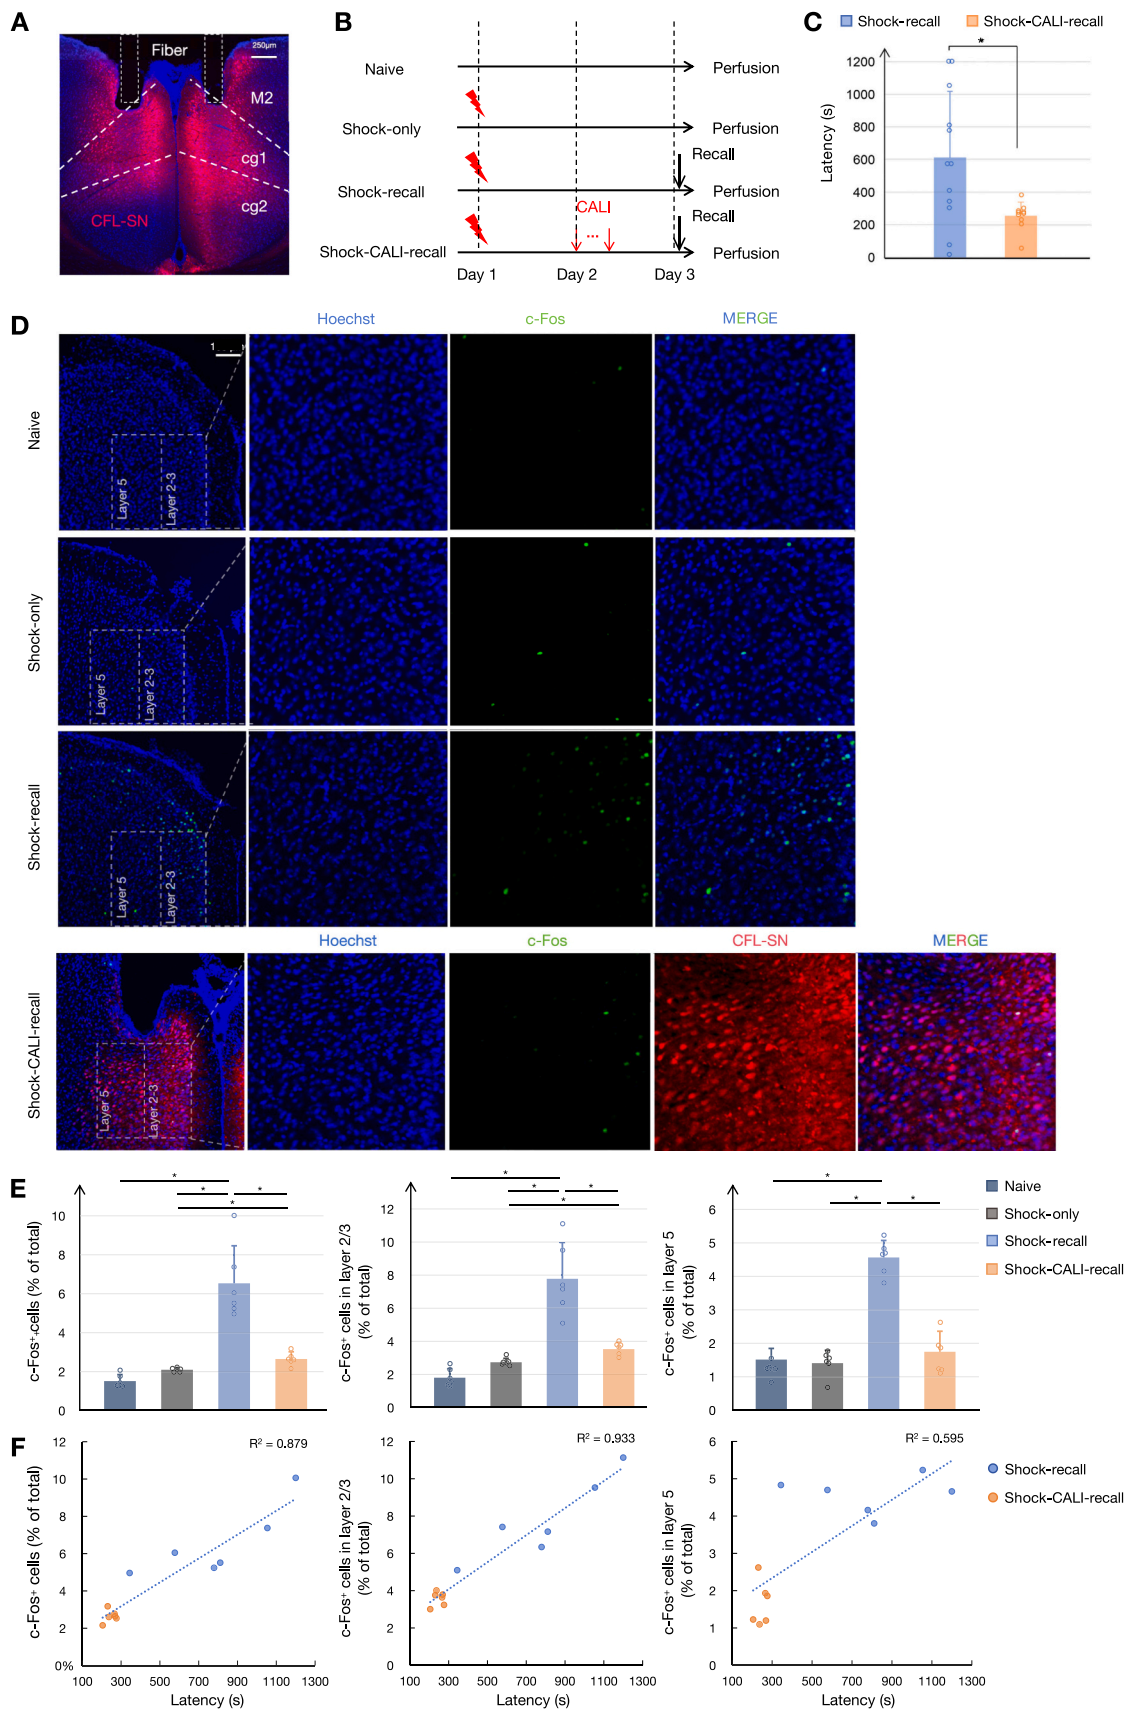 A
Fiber
250µm
M2
cg1
cg2
CFL-SN
B
Naive
Perfusion
Shock-only
Perfusion
Recall
Shock-recall
Perfusion
CALI
...
Recall
Shock-CALI-recall
Perfusion
Day 1
Day 2
Day 3
C
Shock-recall
Shock-CALI-recall
*
Latency (s)
1200
1000
800
600
400
200
0
D
Hoechst
c-Fos
MERGE
Naive
Layer 5
Layer 2-3
Shock-only
Layer 5
Layer 2-3
Shock-recall
Layer 5
Layer 2-3
Hoechst
c-Fos
CFL-SN
MERGE
Shock-CALI-recall
Layer 5
Layer 2-3
E
c-Fos⁺₊cells (% of total)
10
8
6
4
2
0
*
* *
*
c-Fos⁺ cells in layer 2/3
(% of total)
12
10
8
6
4
2
0
*
* *
*
c-Fos⁺ cells in layer 5
(% of total)
6
5
4
3
2
1
0
*
* *
Naive
Shock-only
Shock-recall
Shock-CALI-recall
F
c-Fos⁺ cells (% of total)
12
10
8
6
4
2
0%
R² = 0.879
100 300 500 700 900 1100 1300
Latency (s)
c-Fos⁺ cells in layer 2/3
(% of total)
12
10
8
6
4
2
0
R² = 0.933
100 300 500 700 900 1100 1300
Latency (s)
c-Fos⁺ cells in layer 5
(% of total)
6
5
4
3
2
1
0
R² = 0.595
100 300 500 700 900 1100 1300
Latency (s)
Shock-recall
Shock-CALI-recall